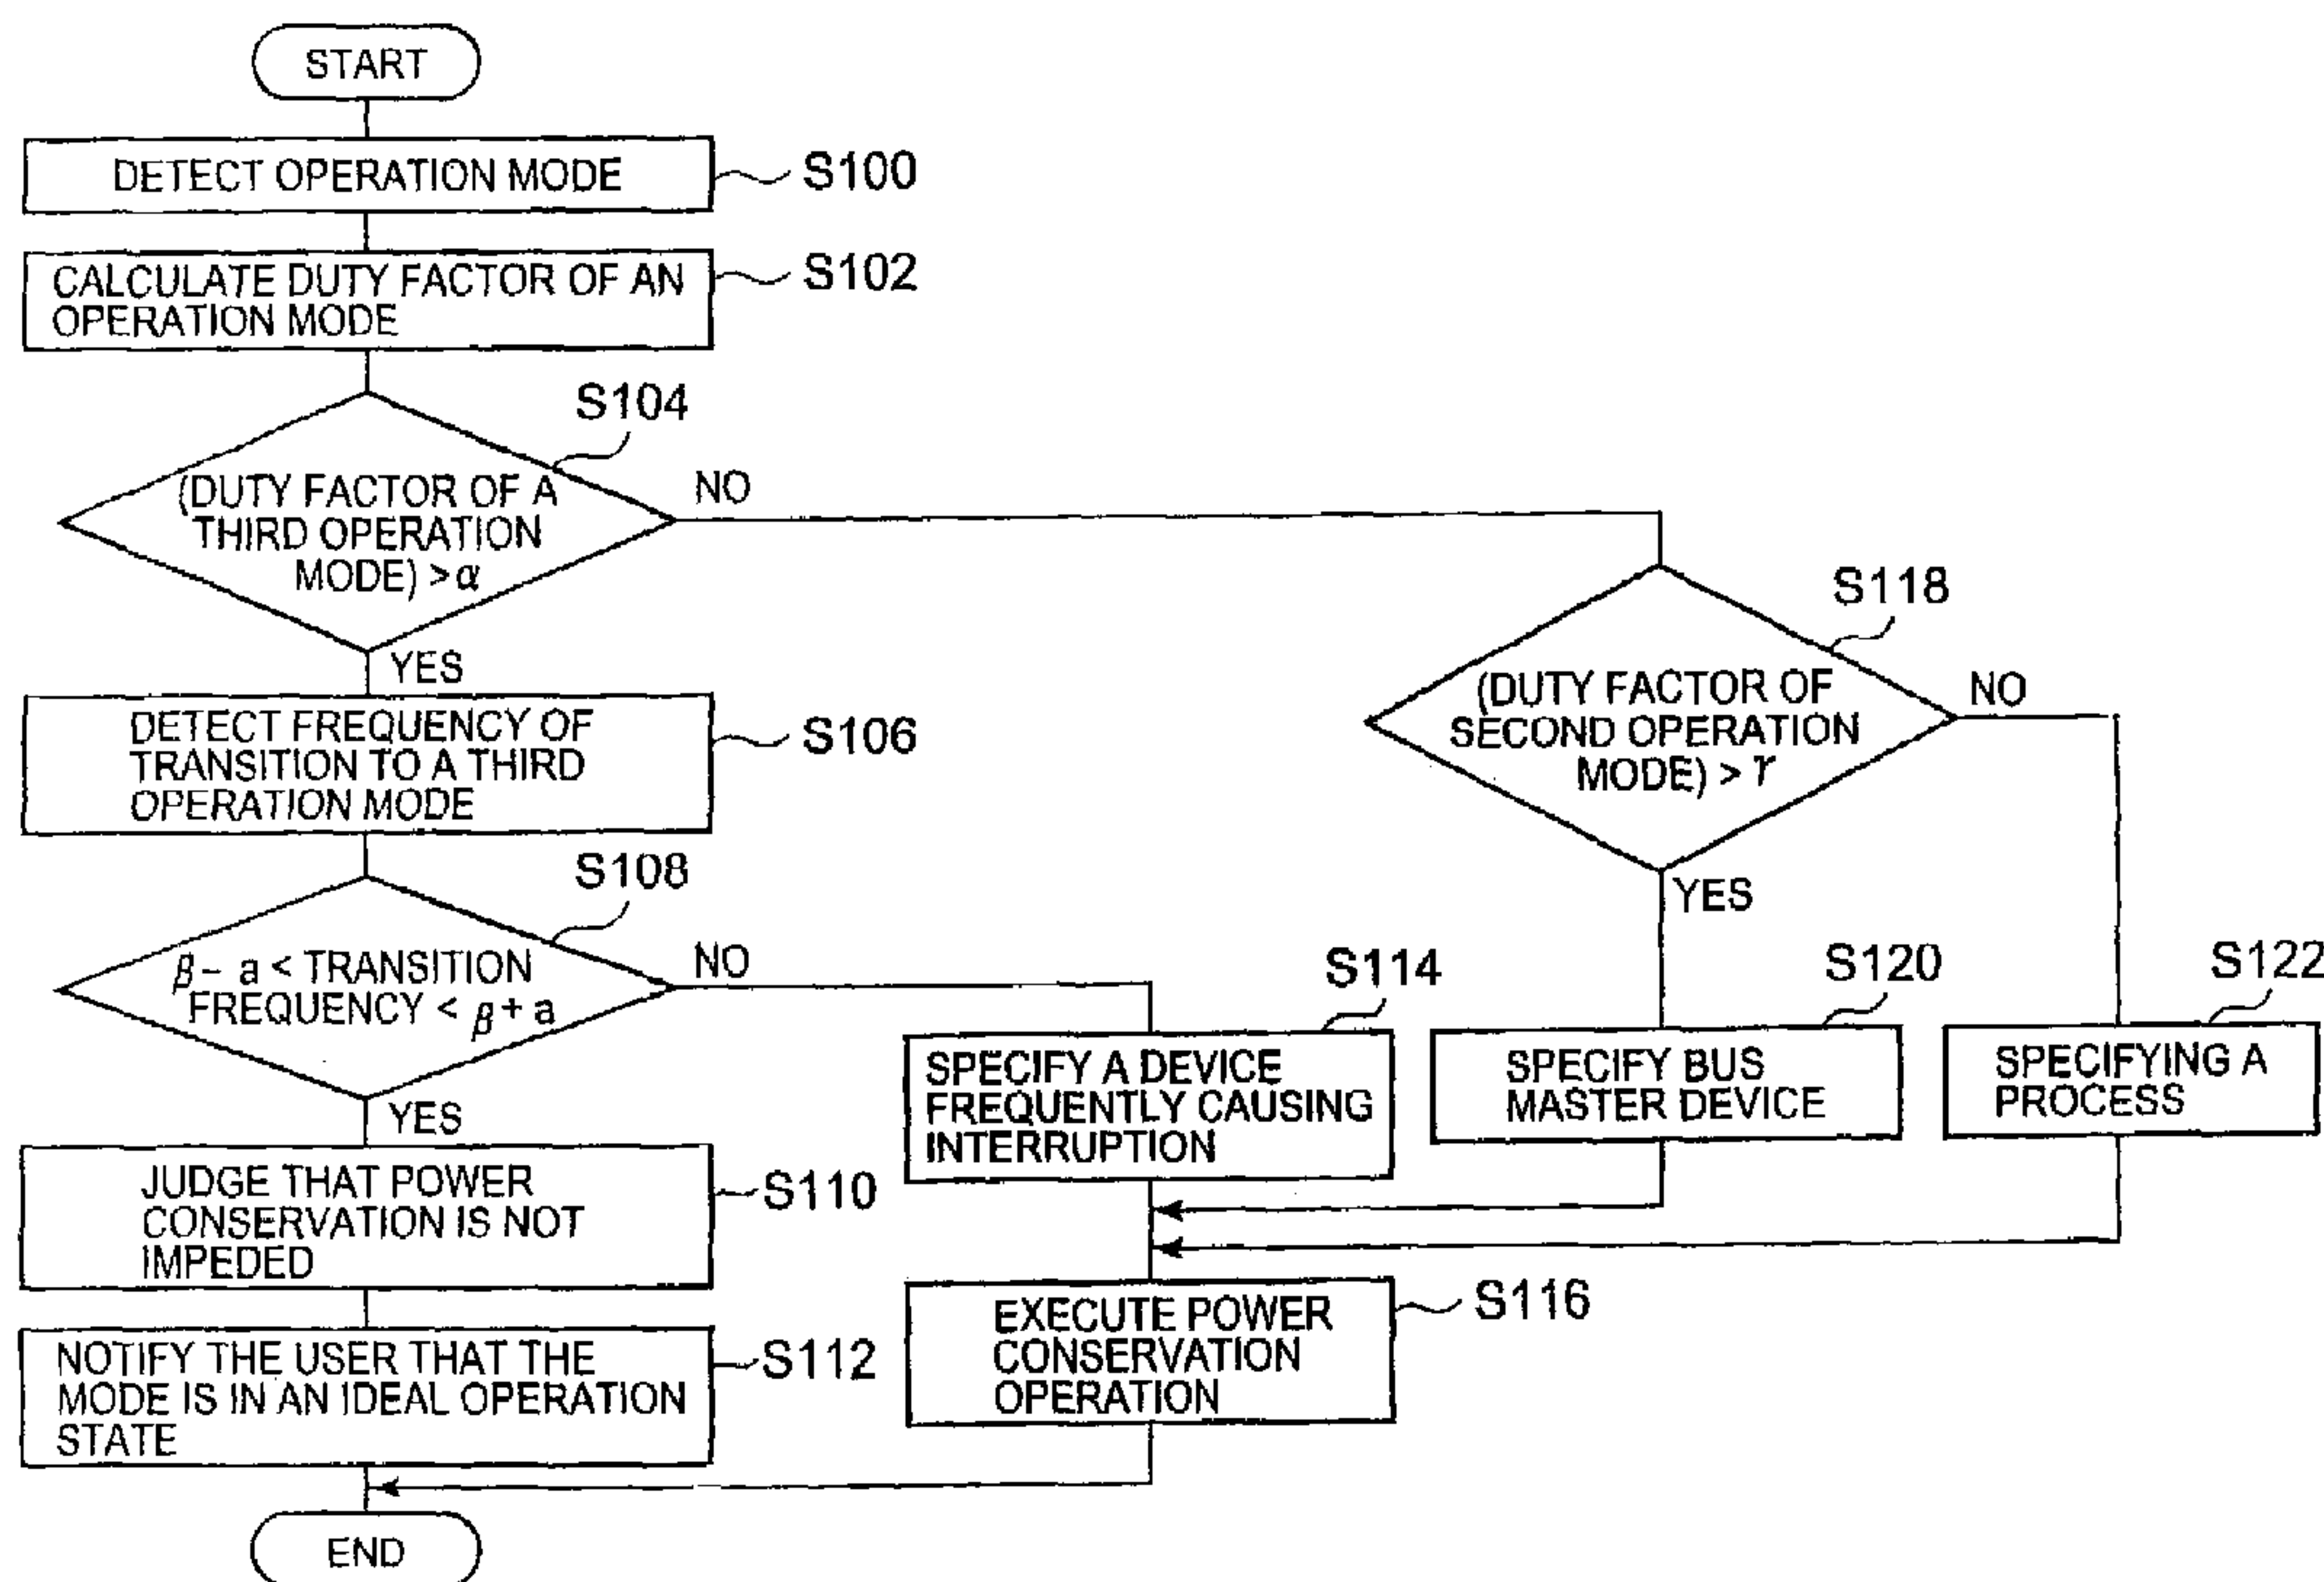 START
DETECT OPERATION MODE
S100
CALCULATE DUTY FACTOR OF AN
OPERATION MODE
S102
S104
(DUTY FACTOR OF A
THIRD OPERATION
MODE) > α
NO
YES
DETECT FREQUENCY OF
TRANSITION TO A THIRD
OPERATION MODE
S106
S108
β – a < TRANSITION
FREQUENCY < β + a
NO
YES
JUDGE THAT POWER
CONSERVATION IS NOT
IMPEDED
S110
NOTIFY THE USER THAT THE
MODE IS IN AN IDEAL OPERATION
STATE
S112
END
S114
SPECIFY A DEVICE
FREQUENTLY CAUSING
INTERRUPTION
EXECUTE POWER
CONSERVATION
OPERATION
S116
S118
(DUTY FACTOR OF
SECOND OPERATION
MODE) > γ
NO
YES
S120
SPECIFY BUS
MASTER DEVICE
S122
SPECIFYING A
PROCESS